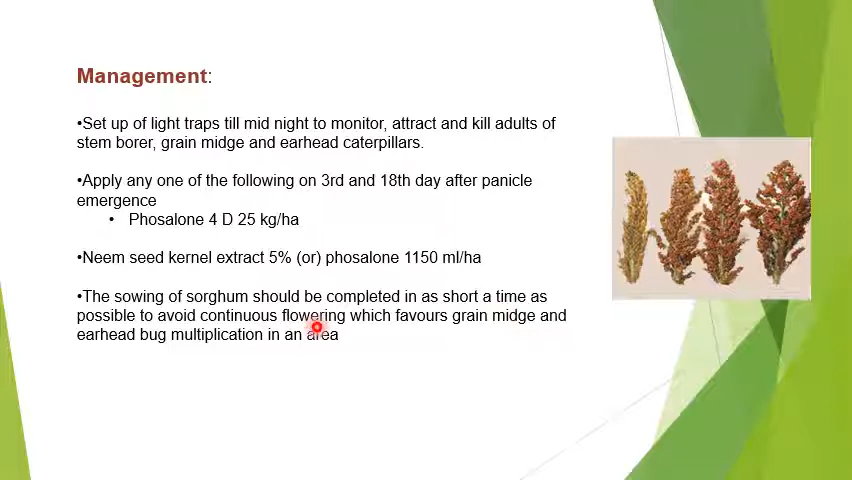 Management:
•Set up of light traps till mid night to monitor, attract and kill adults of
stem borer, grain midge and earhead caterpillars.
•Apply any one of the following on 3rd and 18th day after panicle
emergence
• Phosalone 4 D 25 kg/ha
•Neem seed kernel extract 5% (or) phosalone 1150 ml/ha
•The sowing of sorghum should be completed in as short a time as
possible to avoid continuous flowering which favours grain midge and
earhead bug multiplication in an area